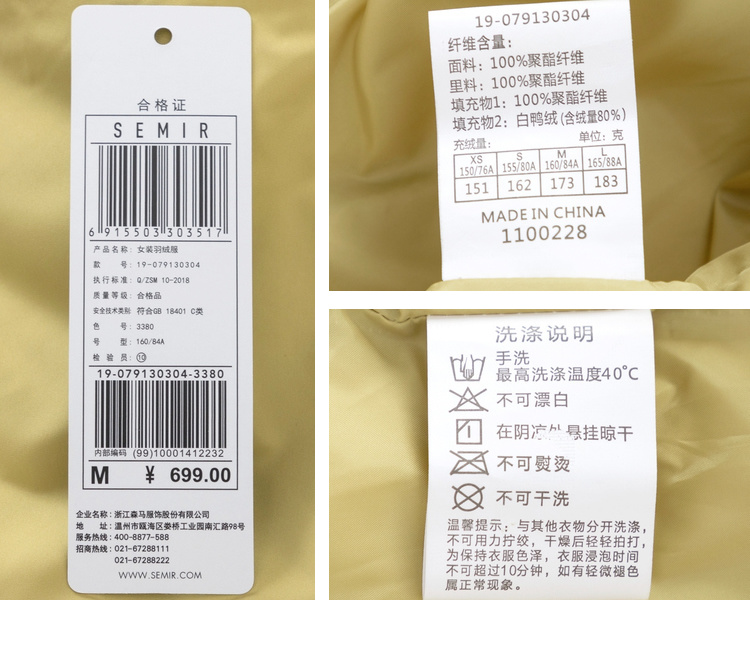 合格证
SEMIR
6 915503 303517
产品名称: 女装羽绒服
款 号: 19-079130304
执行标准: Q/ZSM 10-2018
质量等级: 合格品
安全技术类别 符合GB 18401 C类
色 号: 3380
号 型: 160/84A
检 验 员: ⑩
19-079130304-3380
内部编码 (99)10001412232
M ¥ 699.00
企业名称: 浙江森马服饰股份有限公司
地 址: 温州市瓯海区娄桥工业园南汇路98号
服务热线: 400-8877-588
招商热线: 021-67288111
021-67288222
WWW.SEMIR.COM
19-079130304
纤维含量:
面料: 100%聚酯纤维
里料: 100%聚酯纤维
填充物1: 100%聚酯纤维
填充物2: 白鸭绒(含绒量80%)
充绒量: 单位: 克
XS S M L
150/76A 155/80A 160/84A 165/88A
151 162 173 183
MADE IN CHINA
1100228
洗涤说明
手洗
最高洗涤温度40°C
不可漂白
在阴凉处悬挂晾干
不可熨烫
不可干洗
温馨提示: 与其他衣物分开洗涤,
不可用力拧绞, 干燥后轻轻拍打,
为保持衣服色泽, 衣服浸泡时间
不可超过10分钟, 如有轻微褪色
属正常现象。